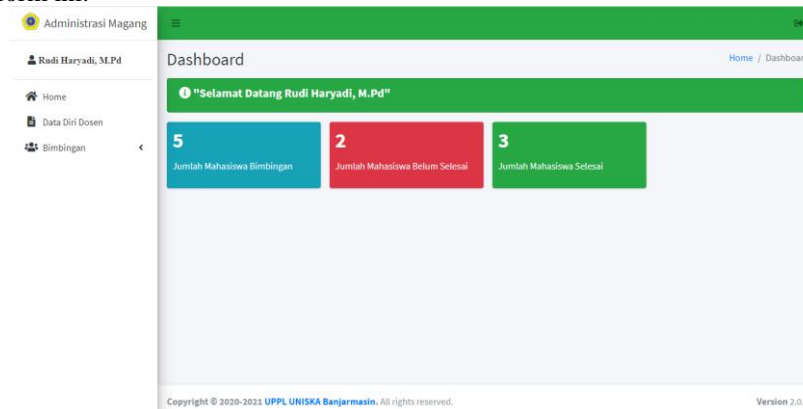 Administrasi Magang
Rudi Haryadi, M.Pd
Home
Data Diri Dosen
Bimbingan
Dashboard
Home / Dashboar
"Selamat Datang Rudi Haryadi, M.Pd"
5
Jumlah Mahasiswa Bimbingan
2
Jumlah Mahasiswa Belum Selesai
3
Jumlah Mahasiswa Selesai
Copyright © 2020-2021 UPPL UNISKA Banjarmasin. All rights reserved.
Version 2.0.